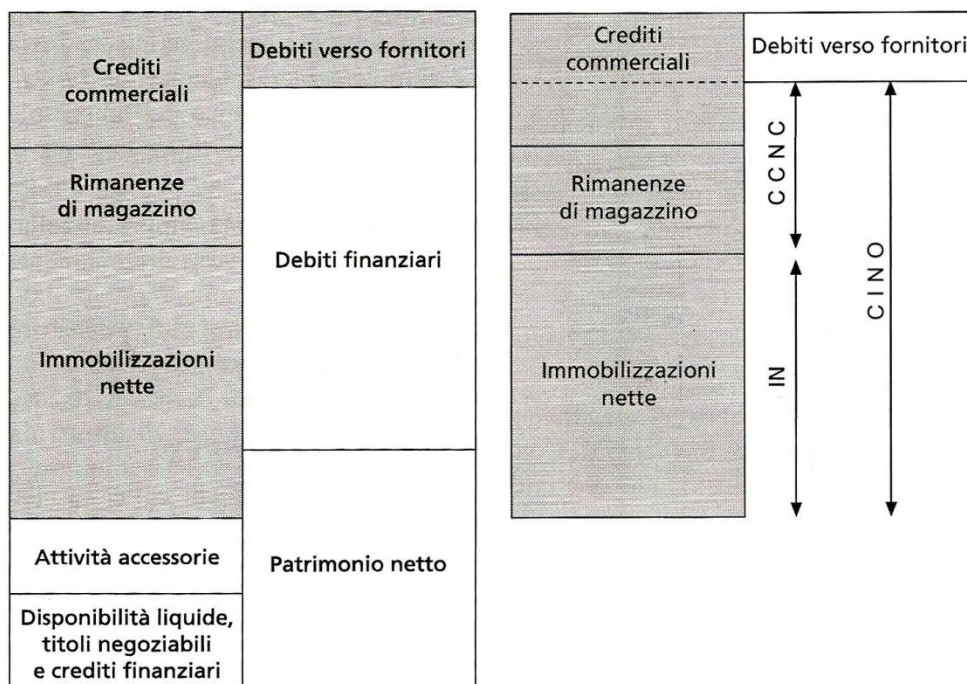 Crediti
commerciali
Debiti verso fornitori
Rimanenze
di magazzino
Debiti finanziari
Immobilizzazioni
nette
Attività accessorie
Patrimonio netto
Disponibilità liquide,
titoli negoziabili
e crediti finanziari
Crediti
commerciali
Debiti verso fornitori
CCNC
Rimanenze
di magazzino
CINO
Immobilizzazioni
nette
IN